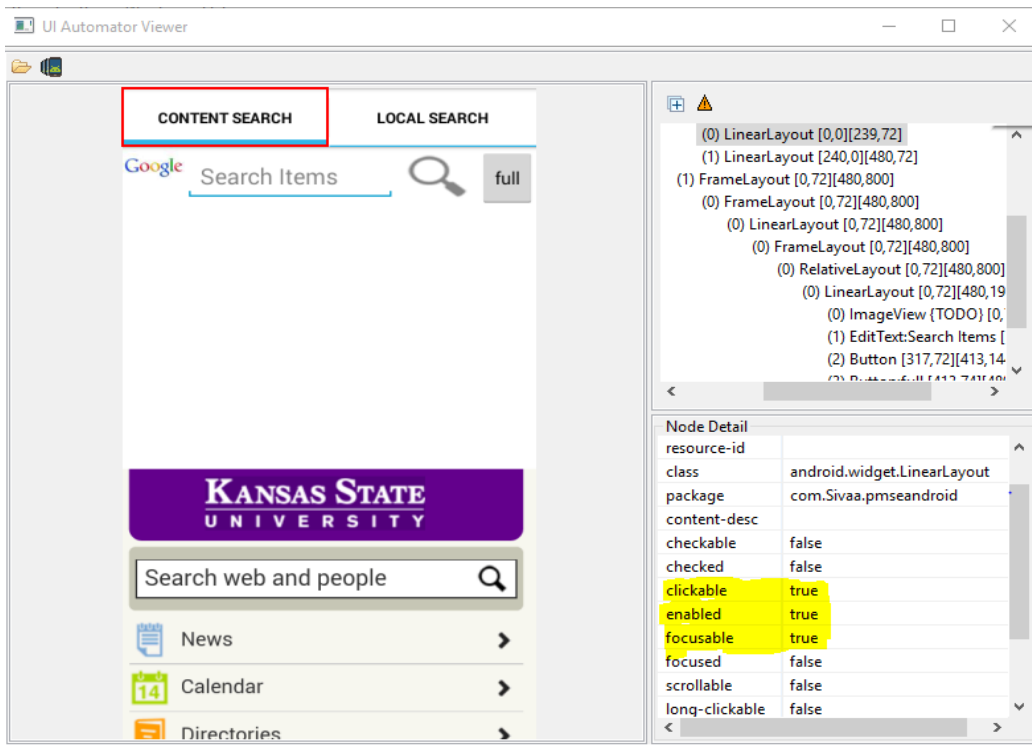 UI Automator Viewer
CONTENT SEARCH
LOCAL SEARCH
Google
Search Items
full
KANSAS STATE
UNIVERSITY
Search web and people
News
14
Calendar
Directories
(0) LinearLayout [0,0][239,72]
(1) LinearLayout [240,0][480,72]
(1) FrameLayout [0,72][480,800]
(0) FrameLayout [0,72][480,800]
(0) LinearLayout [0,72][480,800]
(0) FrameLayout [0,72][480,800]
(0) RelativeLayout [0,72][480,800]
(0) LinearLayout [0,72][480,19
(0) ImageView {TODO} [0,
(1) EditText:Search Items [
(2) Button [317,72][413,14
Node Detail
resource-id
class android.widget.LinearLayout
package com.Sivaa.pmseandroid
content-desc
checkable false
checked false
clickable true
enabled true
focusable true
focused false
scrollable false
long-clickable false